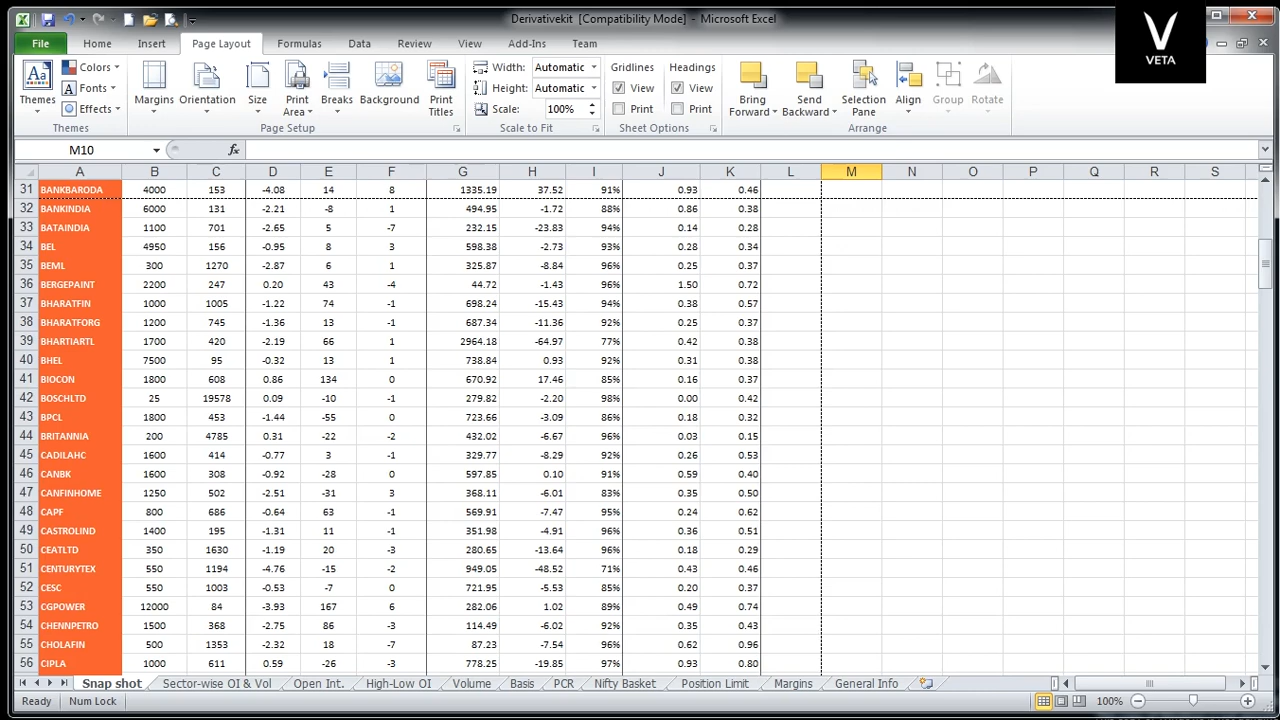 Derivativekit [Compatibility Mode] - Microsoft Excel
VETA
File Home Insert Page Layout Formulas Data Review View Add-Ins Team
Themes Colors Fonts Effects Margins Orientation Size Print Area Breaks Background Print Titles Width: Automatic Height: Automatic Scale: 100% Gridlines View Print Headings View Print Bring Forward Send Backward Selection Pane Align Group Rotate
Themes Page Setup Scale to Fit Sheet Options Arrange
M10 fx
A B C D E F G H I J K L M N O P Q R S
31 BANKBARODA 4000 153 -4.08 14 8 1335.19 37.52 91% 0.93 0.46
32 BANKINDIA 6000 131 -2.21 -8 1 494.95 -1.72 88% 0.86 0.38
33 BATAINDIA 1100 701 -2.65 5 -7 232.15 -23.83 94% 0.14 0.28
34 BEL 4950 156 -0.95 8 3 598.38 -2.73 93% 0.28 0.34
35 BEML 300 1270 -2.87 6 1 325.87 -8.84 96% 0.25 0.37
36 BERGEPAINT 2200 247 0.20 43 -4 44.72 -1.43 96% 1.50 0.72
37 BHARATFIN 1000 1005 -1.22 74 -1 698.24 -15.43 94% 0.38 0.57
38 BHARATFORG 1200 745 -1.36 13 -1 687.34 -11.36 92% 0.25 0.37
39 BHARTIARTL 1700 420 -2.19 66 1 2964.18 -64.97 77% 0.42 0.38
40 BHEL 7500 95 -0.32 13 1 738.84 0.93 92% 0.31 0.38
41 BIOCON 1800 608 0.86 134 0 670.92 17.46 85% 0.16 0.37
42 BOSCHLTD 25 19578 0.09 -10 -1 279.82 -2.20 98% 0.00 0.42
43 BPCL 1800 453 -1.44 -55 0 723.66 -3.09 86% 0.18 0.32
44 BRITANNIA 200 4785 0.31 -22 -2 432.02 -6.67 96% 0.03 0.15
45 CADILAHC 1600 414 -0.77 3 -1 329.77 -8.29 92% 0.26 0.53
46 CANBK 1600 308 -0.92 -28 0 597.85 0.10 91% 0.59 0.40
47 CANFINHOME 1250 502 -2.51 -31 3 368.11 -6.01 83% 0.35 0.50
48 CAPF 800 686 -0.64 63 -1 569.91 -7.47 95% 0.24 0.62
49 CASTROLIND 1400 195 -1.31 11 -1 351.98 -4.91 96% 0.36 0.51
50 CEATLTD 350 1630 -1.19 20 -3 280.65 -13.64 96% 0.18 0.29
51 CENTURYTEX 550 1194 -4.76 -15 -2 949.05 -48.52 71% 0.43 0.46
52 CESC 550 1003 -0.53 -7 0 721.95 -5.53 85% 0.20 0.37
53 CGPOWER 12000 84 -3.93 167 6 282.06 1.02 89% 0.49 0.74
54 CHENNPETRO 1500 368 -2.75 86 -3 114.49 -6.02 92% 0.35 0.43
55 CHOLAFIN 500 1353 -2.32 18 -7 87.23 -7.54 96% 0.62 0.96
56 CIPLA 1000 611 0.59 -26 -3 778.25 -19.85 97% 0.93 0.80
Snap shot Sector-wise OI & Vol Open Int. High-Low OI Volume Basis PCR Nifty Basket Position Limit Margins General Info
Ready Num Lock 100%